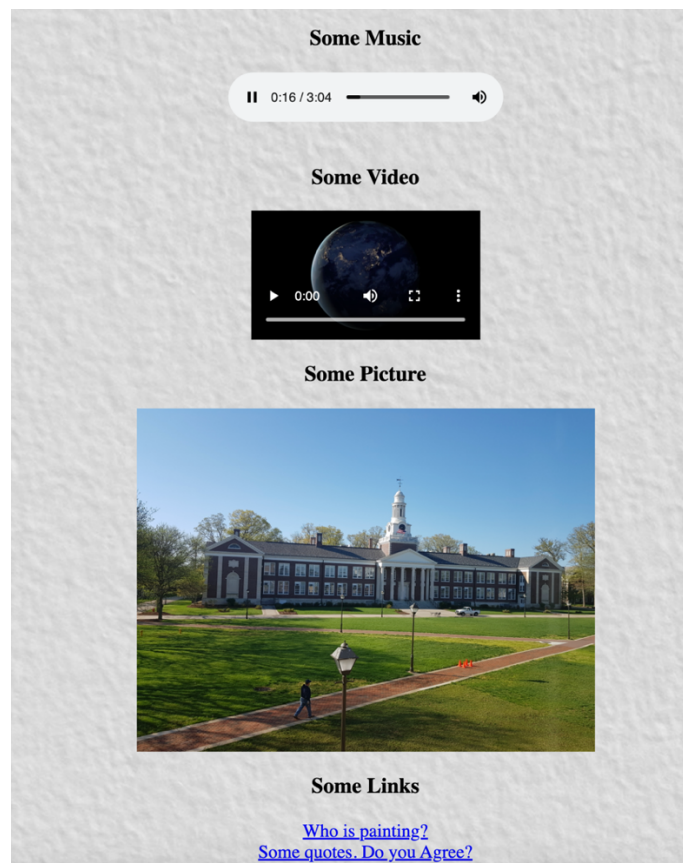 Some Music
0:16 / 3:04
Some Video
0:00
Some Picture
Some Links
Who is painting?
Some quotes. Do you Agree?